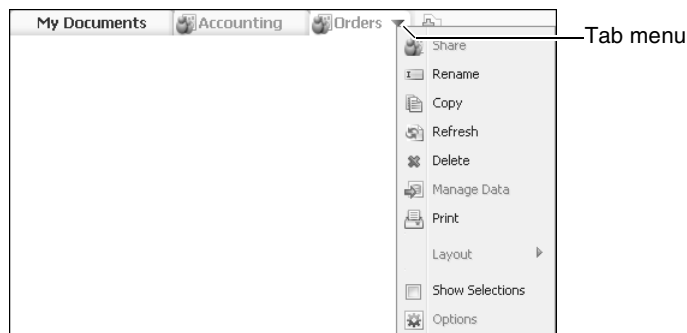 My Documents Accounting Orders
Tab menu
Share
Rename
Copy
Refresh
Delete
Manage Data
Print
Layout
Show Selections
Options